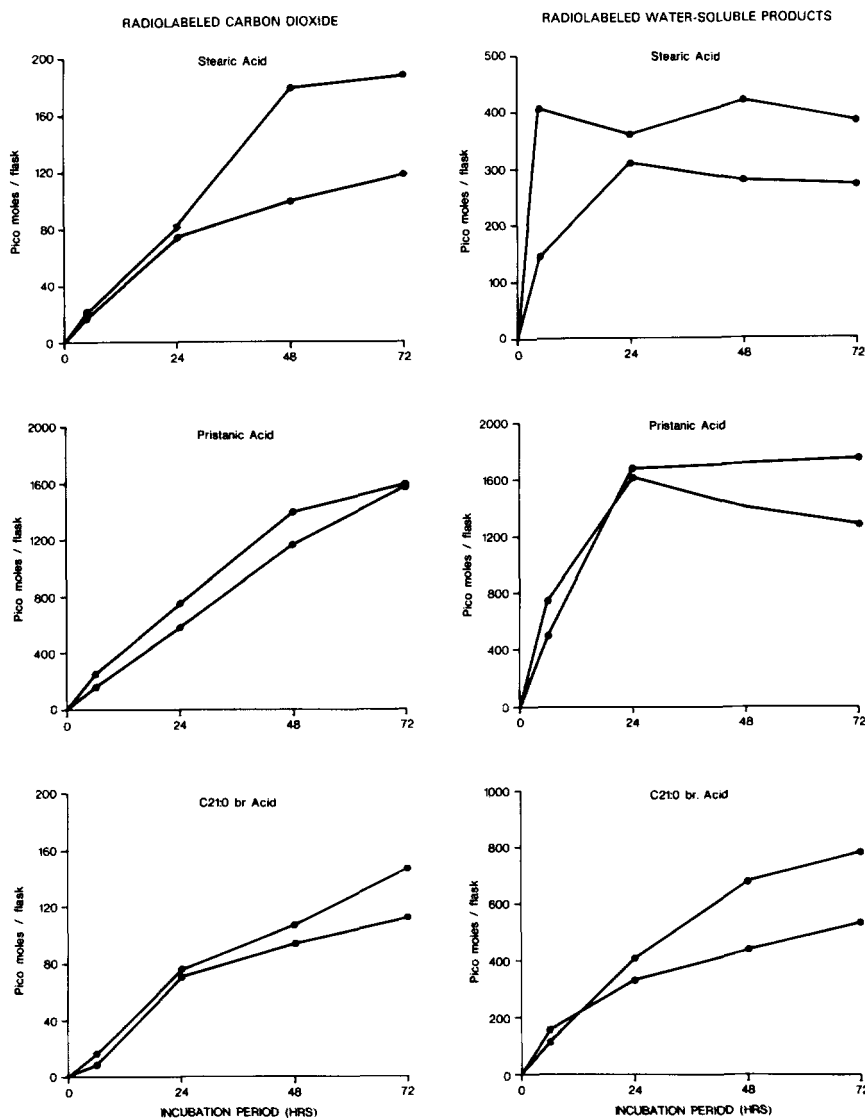 RADIOLABELED CARBON DIOXIDE
RADIOLABELED WATER-SOLUBLE PRODUCTS
Stearic Acid
Pico moles / flask
200
160
120
80
40
0
0 24 48 72
Stearic Acid
Pico moles / flask
500
400
300
200
100
0
0 24 48 72
Pristanic Acid
Pico moles / flask
2000
1600
1200
800
400
0
0 24 48 72
Pristanic Acid
Pico moles / flask
2000
1600
1200
800
400
0
0 24 48 72
C21:0 br Acid
Pico moles / flask
200
160
120
80
40
0
0 24 48 72
INCUBATION PERIOD (HRS)
C21:0 br. Acid
Pico moles / flask
1000
800
600
400
200
0
0 24 48 72
INCUBATION PERIOD (HRS)